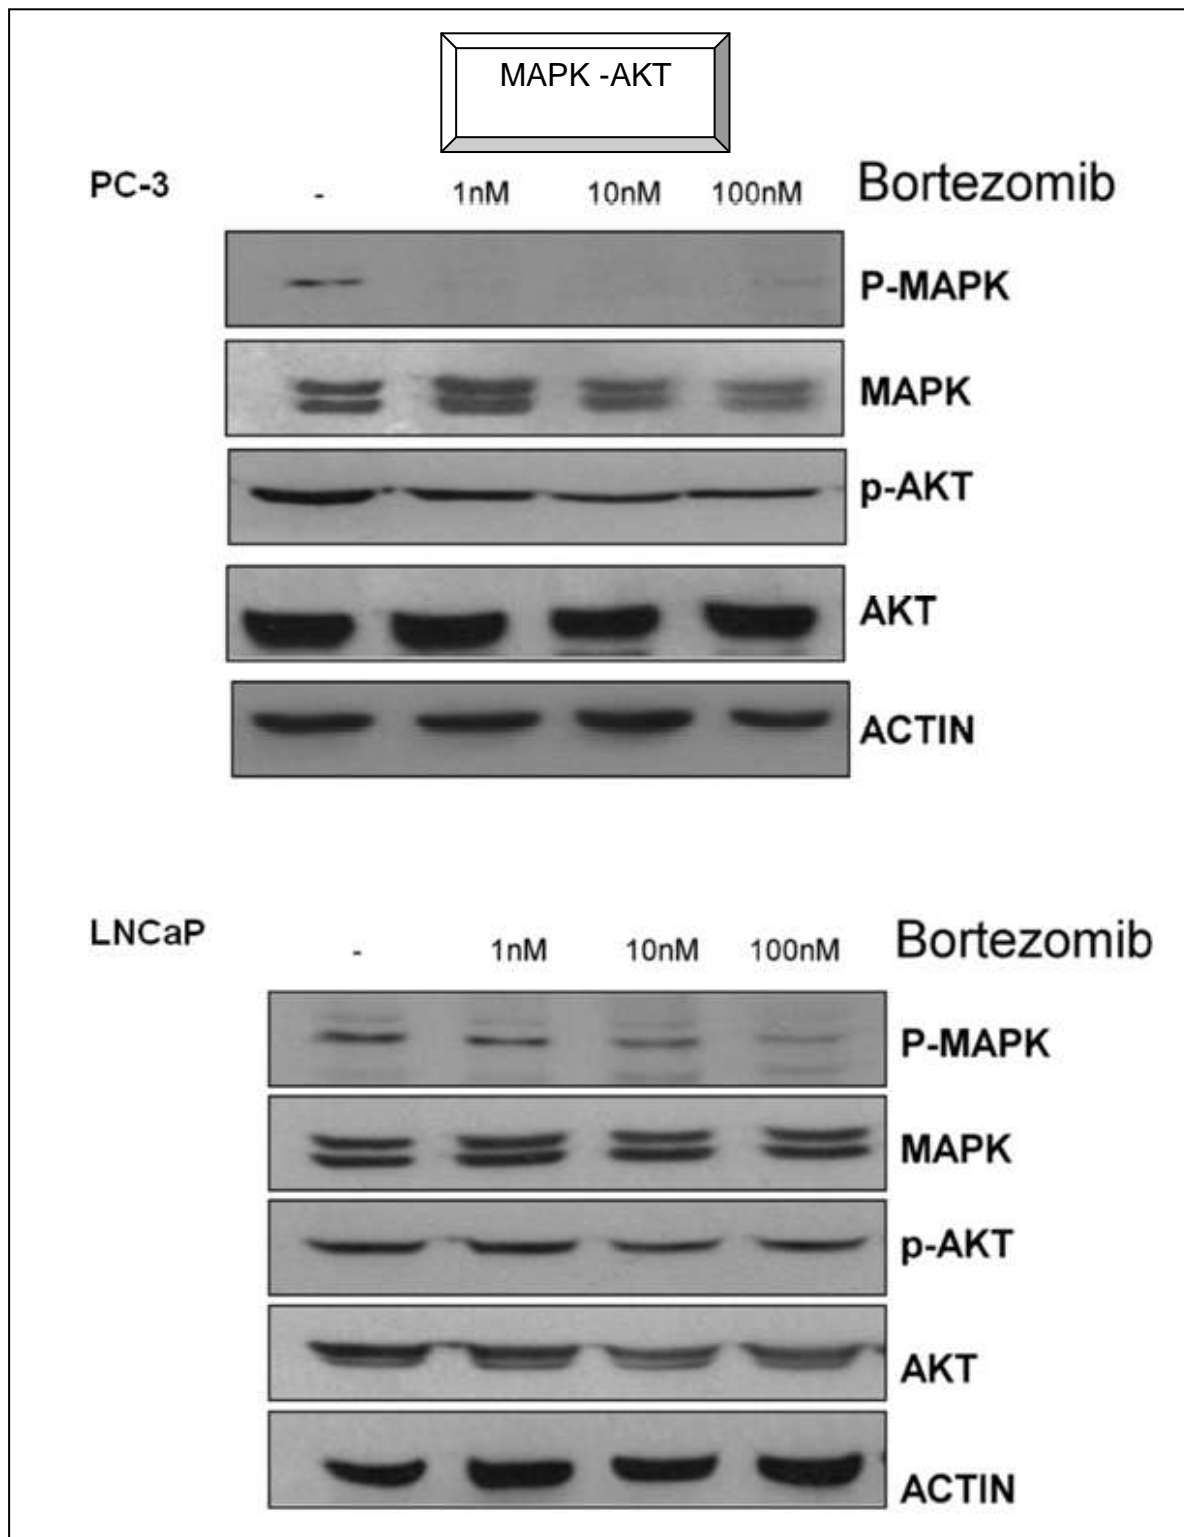 MAPK -AKT
PC-3 - 1nM 10nM 100nM Bortezomib
P-MAPK
MAPK
p-AKT
AKT
ACTIN
LNCaP - 1nM 10nM 100nM Bortezomib
P-MAPK
MAPK
p-AKT
AKT
ACTIN